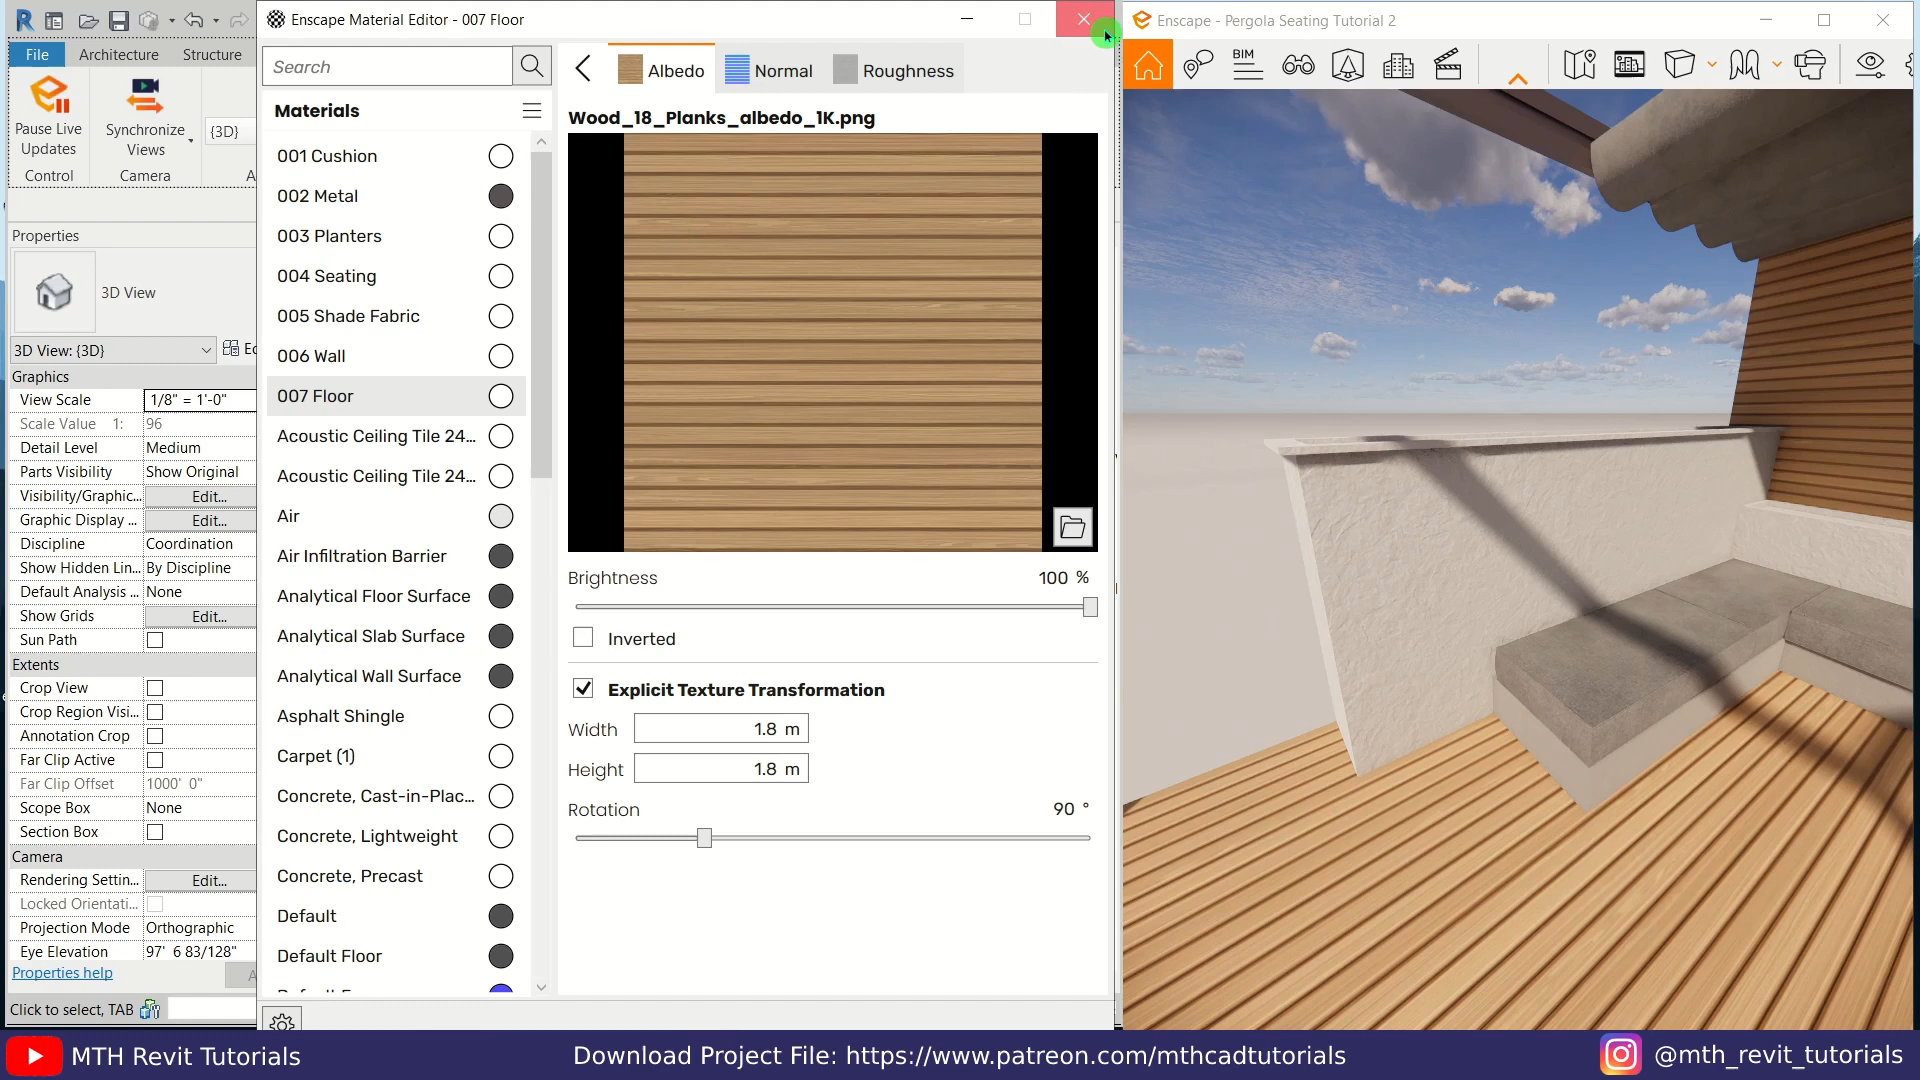 Enscape Material Editor - 007 Floor
File
Architecture
Structure
Pause Live
Updates
Synchronize
Views
{3D}
Control
Camera
A
Properties
3D View
3D View: {3D}
Graphics
View Scale
1/8" = 1'-0"
Scale Value 1:
96
Detail Level
Medium
Parts Visibility
Show Original
Visibility/Graphic...
Edit...
Graphic Display ...
Edit...
Discipline
Coordination
Show Hidden Lin...
By Discipline
Default Analysis ...
None
Show Grids
Edit...
Sun Path
Extents
Crop View
Crop Region Visi...
Annotation Crop
Far Clip Active
Far Clip Offset
1000' 0"
Scope Box
None
Section Box
Camera
Rendering Settin...
Edit...
Locked Orientati...
Projection Mode
Orthographic
Eye Elevation
97' 6 83/128"
Properties help
Click to select, TAB
Search
Materials
001 Cushion
002 Metal
003 Planters
004 Seating
005 Shade Fabric
006 Wall
007 Floor
Acoustic Ceiling Tile 24...
Acoustic Ceiling Tile 24...
Air
Air Infiltration Barrier
Analytical Floor Surface
Analytical Slab Surface
Analytical Wall Surface
Asphalt Shingle
Carpet (1)
Concrete, Cast-in-Plac...
Concrete, Lightweight
Concrete, Precast
Default
Default Floor
Albedo
Normal
Roughness
Wood_18_Planks_albedo_1K.png
Brightness
100 %
Inverted
Explicit Texture Transformation
Width
1.8 m
Height
1.8 m
Rotation
90 °
Enscape - Pergola Seating Tutorial 2
BIM
MTH Revit Tutorials
Download Project File: https://www.patreon.com/mthcadtutorials
@mth_revit_tutorials